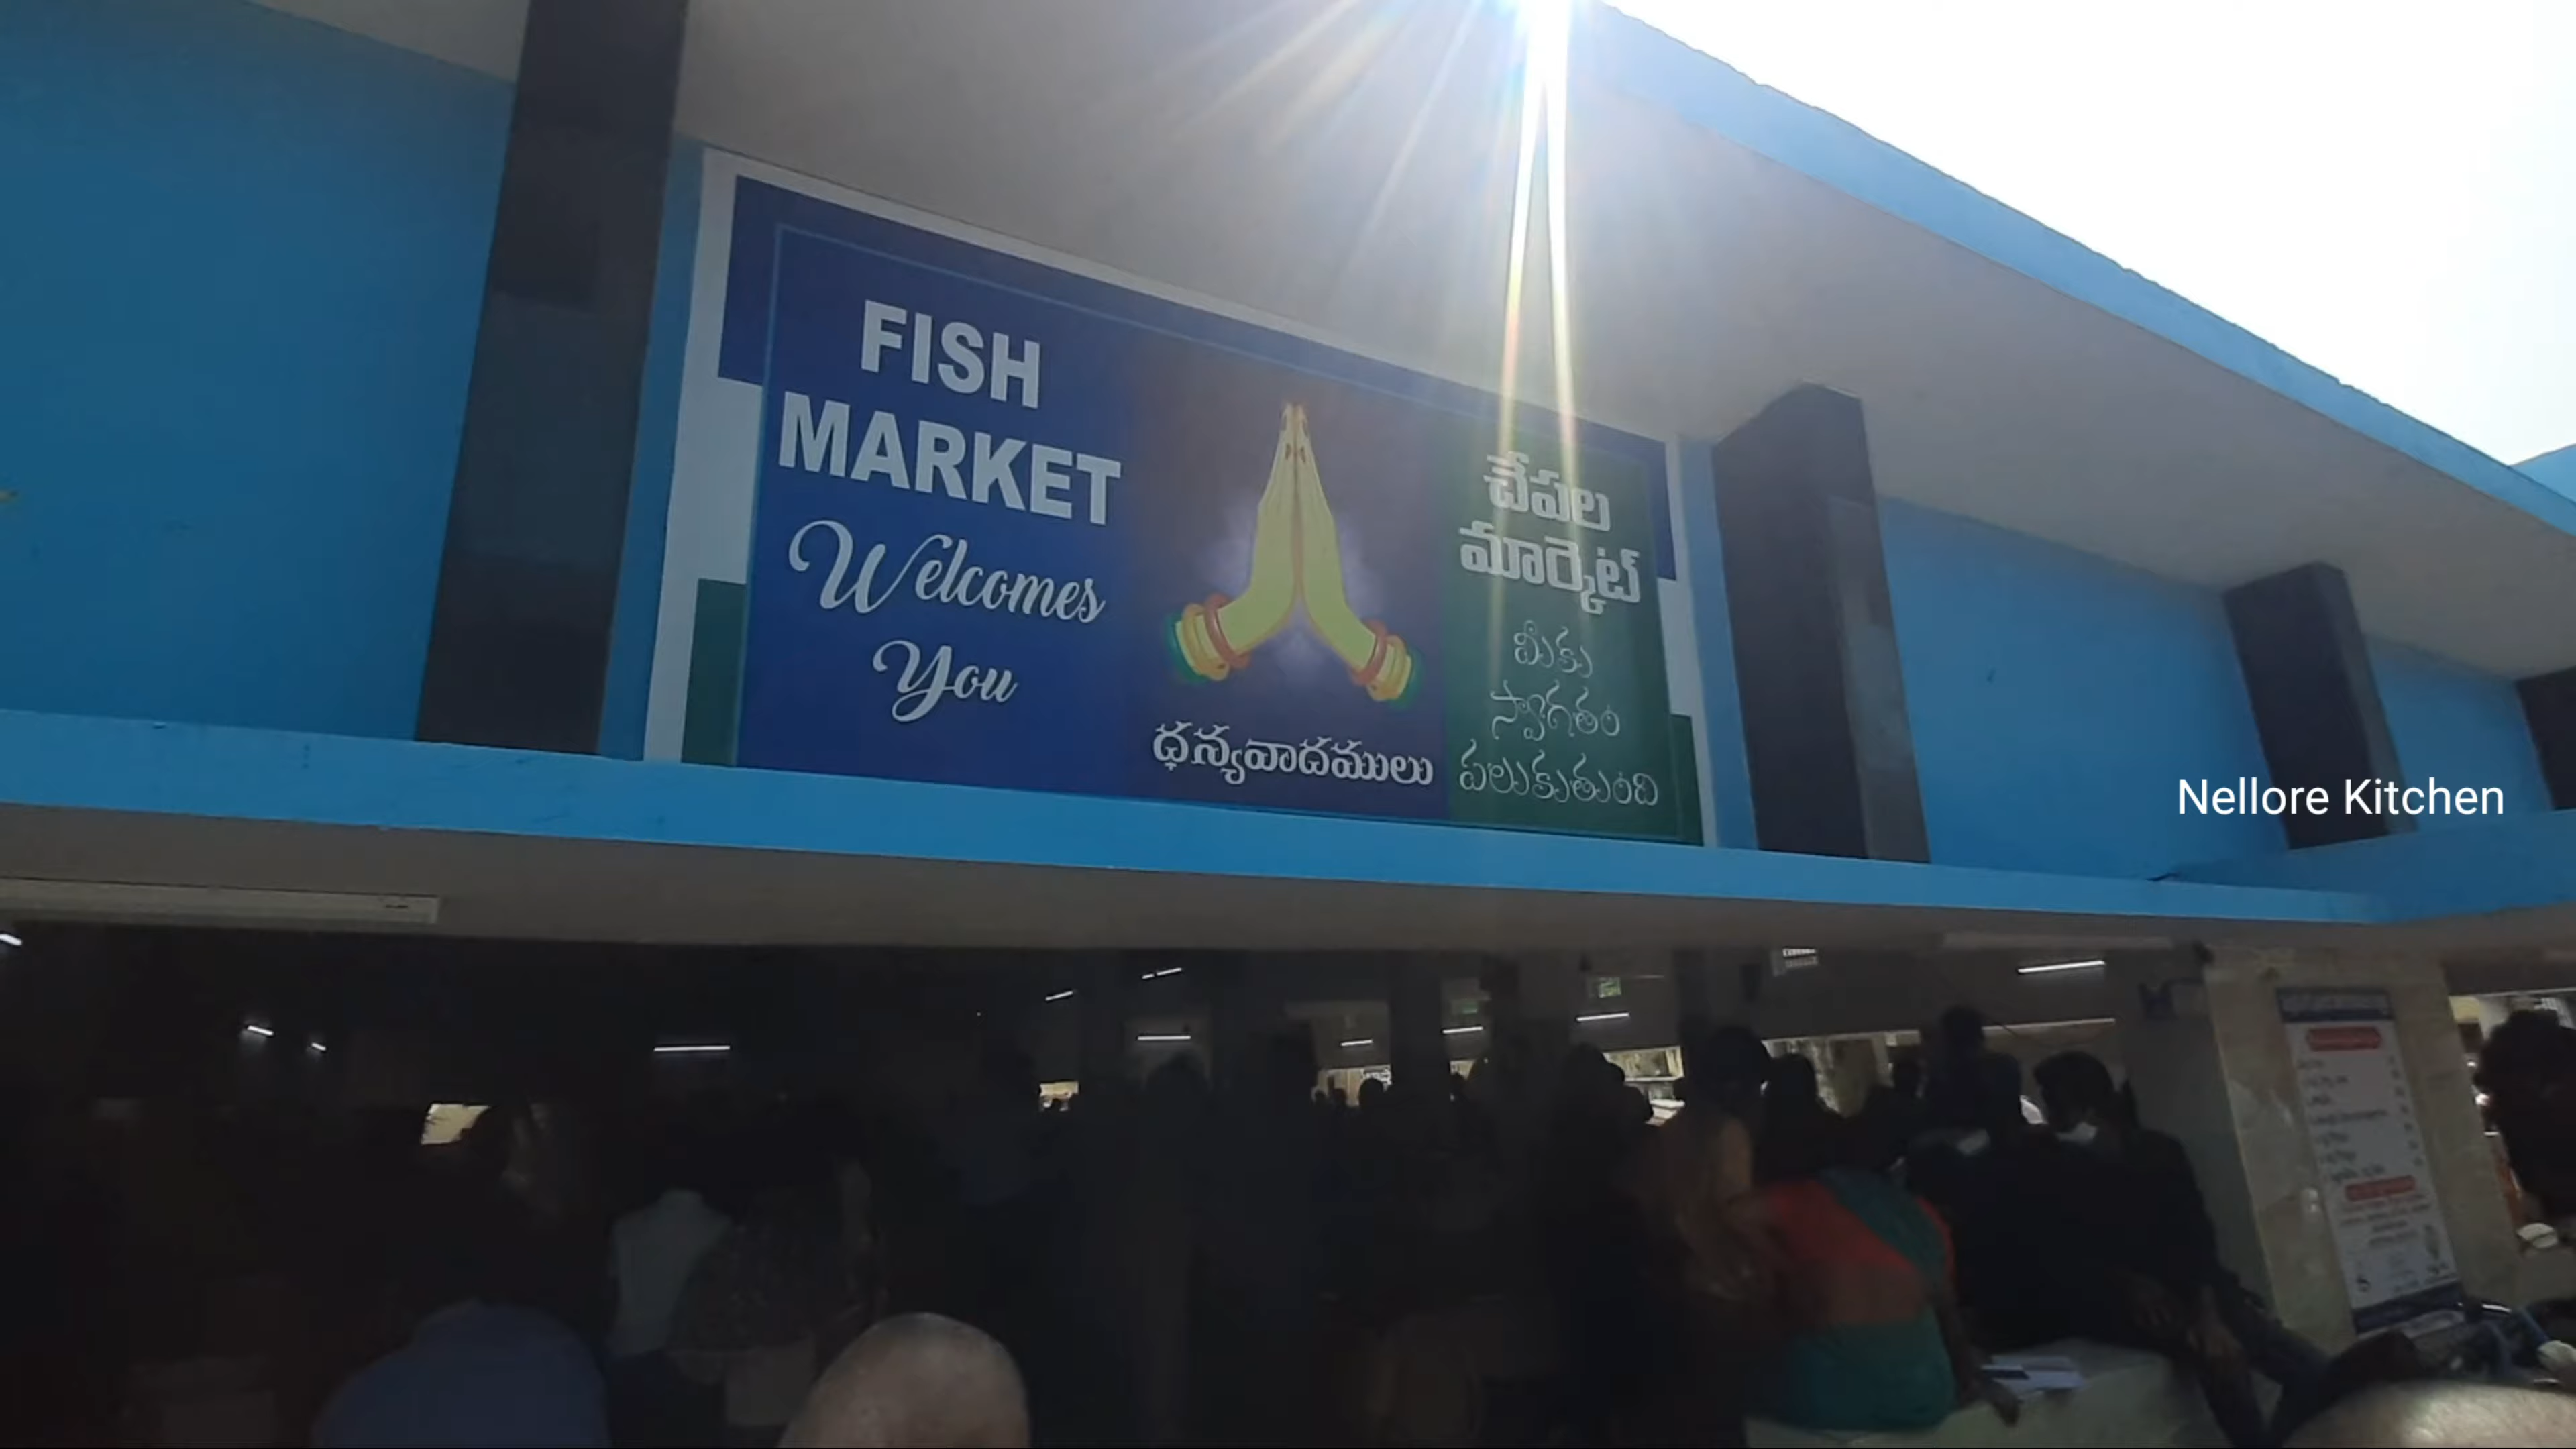 FISH
MARKET
Welcomes
You
ధన్యవాదములు
చేపల
మార్కెట్
మీకు
స్వాగతం
పలుకుతుంది
Nellore Kitchen